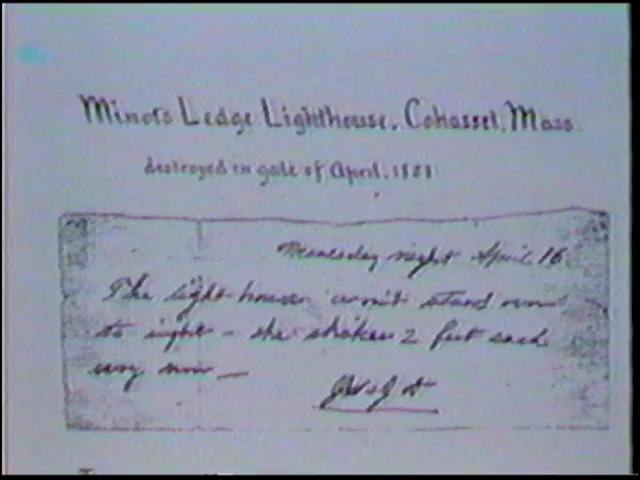 Minots Ledge Lighthouse, Cohasset, Mass.
destroyed in gale of April, 1851
Wednesday night April 16
The light house won't stand over
to night - she shakes 2 feet each
way now
J W & J A